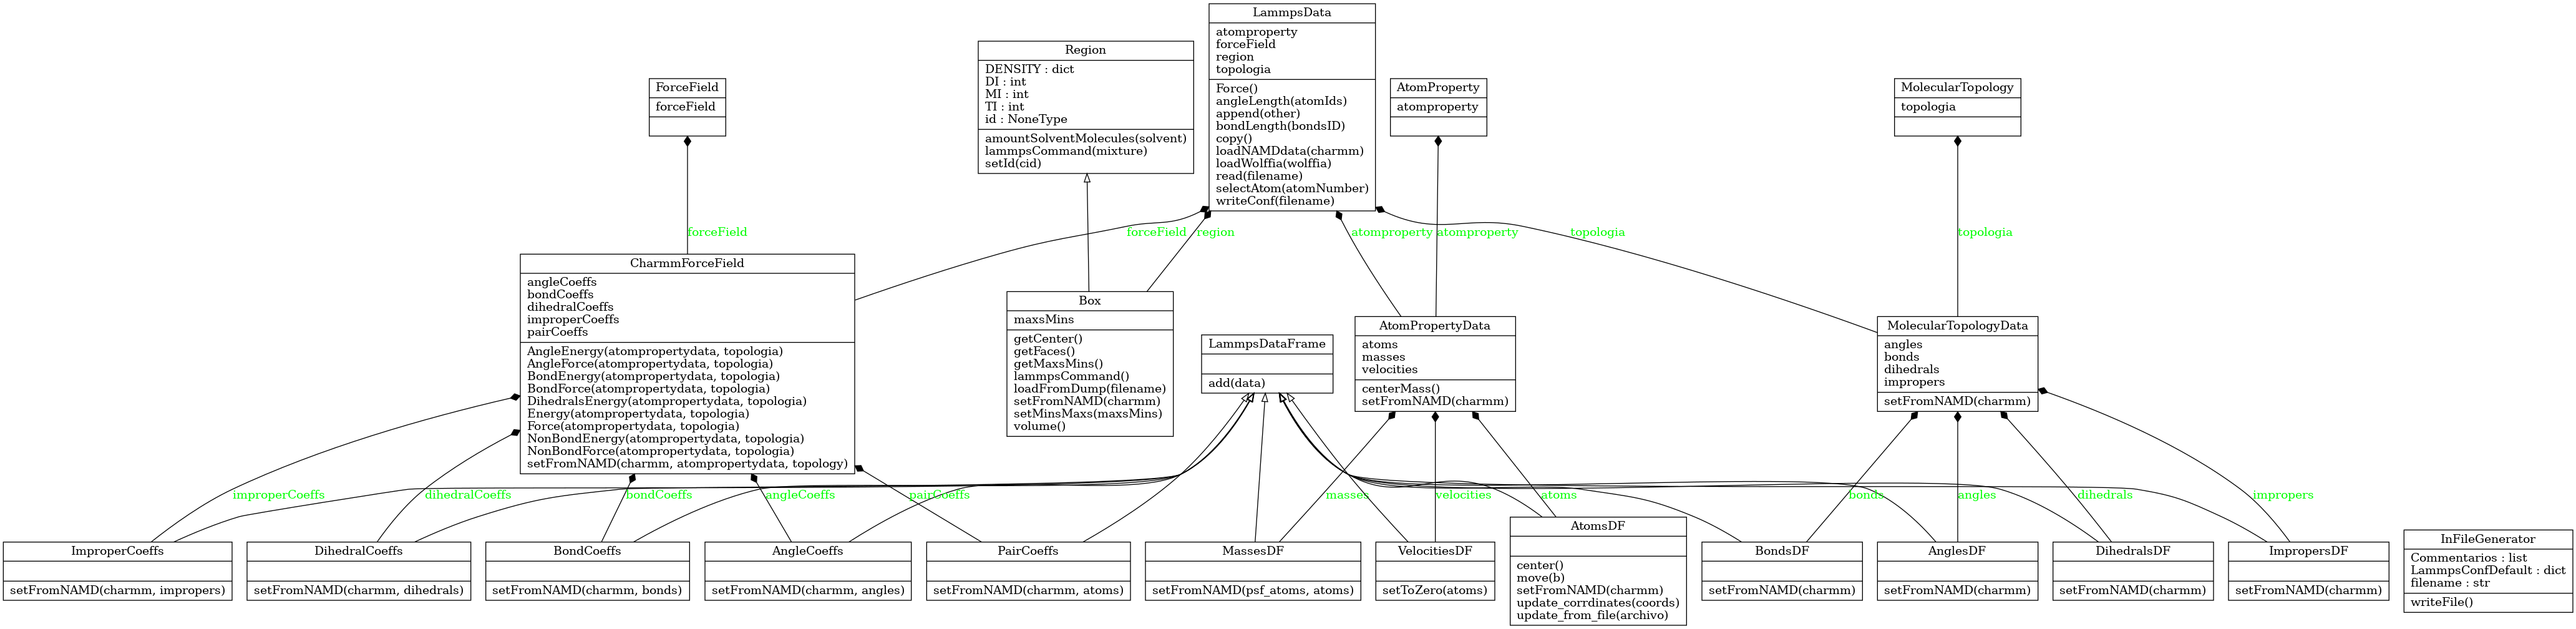 LammpsData
atomproperty
forceField
region
topologia
Force()
angleLength(atomIds)
append(other)
bondLength(bondsID)
copy()
loadNAMDdata(charmm)
loadWolffia(wolffia)
read(filename)
selectAtom(atomNumber)
writeConf(filename)
Region
DENSITY : dict
DI : int
MI : int
TI : int
id : NoneType
amountSolventMolecules(solvent)
lammpsCommand(mixture)
setId(cid)
ForceField
forceField
AtomProperty
atomproperty
MolecularTopology
topologia
forceField
forceField
region
atomproperty
atomproperty
topologia
topologia
CharmmForceField
angleCoeffs
bondCoeffs
dihedralCoeffs
improperCoeffs
pairCoeffs
AngleEnergy(atompropertydata, topologia)
AngleForce(atompropertydata, topologia)
BondEnergy(atompropertydata, topologia)
BondForce(atompropertydata, topologia)
DihedralsEnergy(atompropertydata, topologia)
Energy(atompropertydata, topologia)
Force(atompropertydata, topologia)
NonBondEnergy(atompropertydata, topologia)
NonBondForce(atompropertydata, topologia)
setFromNAMD(charmm, atompropertydata, topology)
Box
maxsMins
getCenter()
getFaces()
getMaxsMins()
lammpsCommand()
loadFromDump(filename)
setFromNAMD(charmm)
setMinsMaxs(maxsMins)
volume()
LammpsDataFrame
add(data)
AtomPropertyData
atoms
masses
velocities
centerMass()
setFromNAMD(charmm)
MolecularTopologyData
angles
bonds
dihedrals
impropers
setFromNAMD(charmm)
improperCoeffs
dihedralCoeffs
bondCoeffs
angleCoeffs
pairCoeffs
masses
velocities
atoms
bonds
angles
dihedrals
impropers
ImproperCoeffs
setFromNAMD(charmm, impropers)
DihedralCoeffs
setFromNAMD(charmm, dihedrals)
BondCoeffs
setFromNAMD(charmm, bonds)
AngleCoeffs
setFromNAMD(charmm, angles)
PairCoeffs
setFromNAMD(charmm, atoms)
MassesDF
setFromNAMD(psf_atoms, atoms)
VelocitiesDF
setToZero(atoms)
AtomsDF
center()
move(b)
setFromNAMD(charmm)
update_corrdinates(coords)
update_from_file(archivo)
BondsDF
setFromNAMD(charmm)
AnglesDF
setFromNAMD(charmm)
DihedralsDF
setFromNAMD(charmm)
ImpropersDF
setFromNAMD(charmm)
InFileGenerator
Commentarios : list
LammpsConfDefault : dict
filename : str
writeFile()